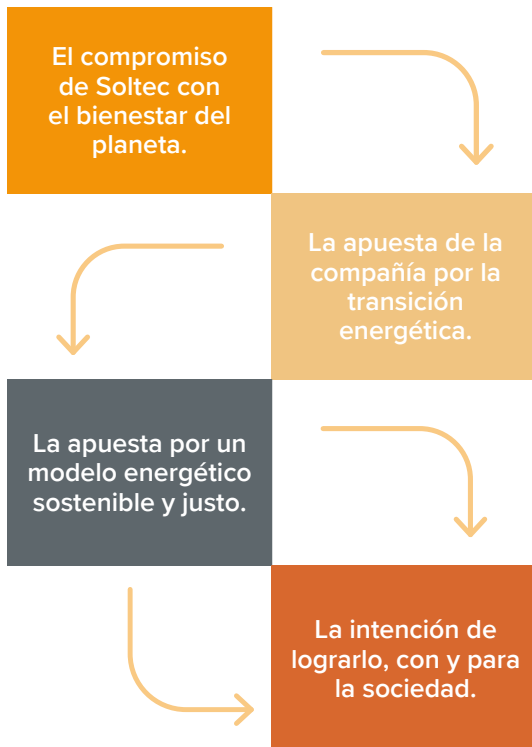 El compromiso
de Soltec con
el bienestar del
planeta.
La apuesta de la
compañía por la
transición
energética.
La apuesta por un
modelo energético
sostenible y justo.
La intención de
lograrlo, con y para
la sociedad.